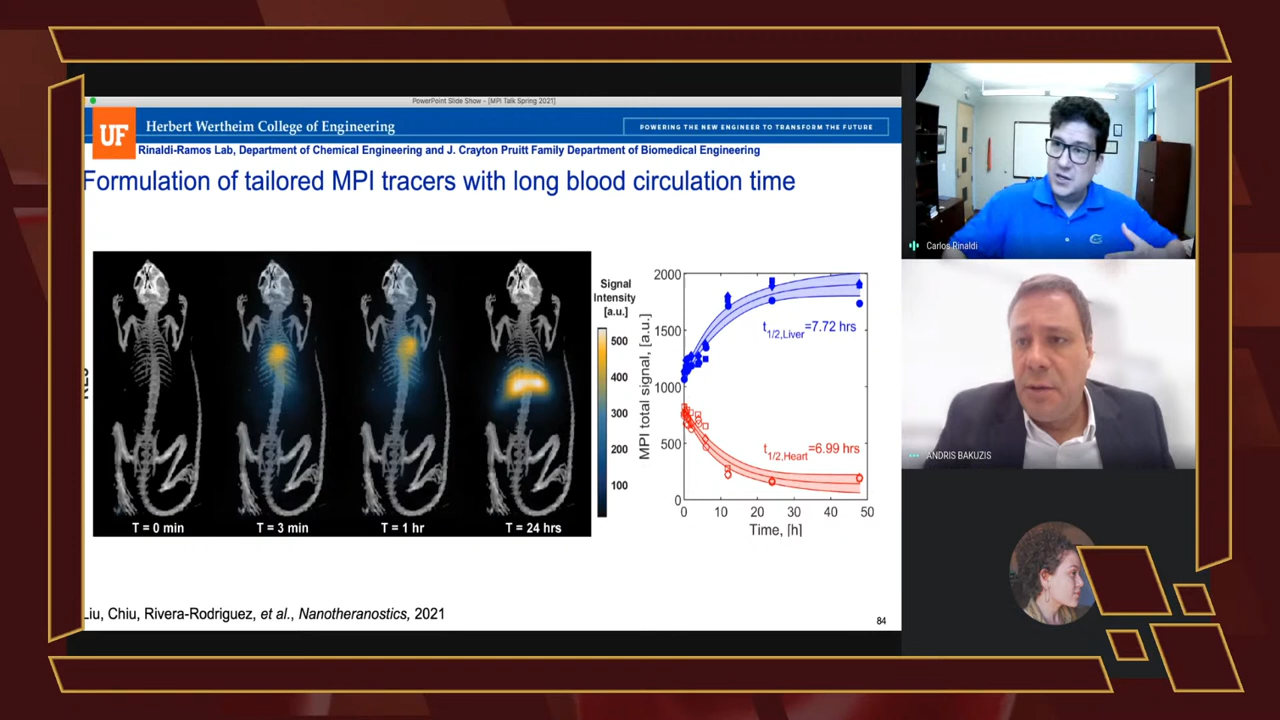 PowerPoint Slide Show - [MPI Talk Spring 2021]
UF
Herbert Wertheim College of Engineering
POWERING THE NEW ENGINEER TO TRANSFORM THE FUTURE
Rinaldi-Ramos Lab, Department of Chemical Engineering and J. Crayton Pruitt Family Department of Biomedical Engineering
Formulation of tailored MPI tracers with long blood circulation time
T = 0 min
T = 3 min
T = 1 hr
T = 24 hrs
Signal
Intensity
[a.u.]
500
400
300
200
100
MPI total signal, [a.u.]
2000
1500
1000
500
0
t1/2,Liver=7.72 hrs
t1/2,Heart=6.99 hrs
0 10 20 30 40 50
Time, [h]
Liu, Chiu, Rivera-Rodriguez, et al., Nanotheranostics, 2021
84
Carlos Rinaldi
ANDRIS BAKUZIS